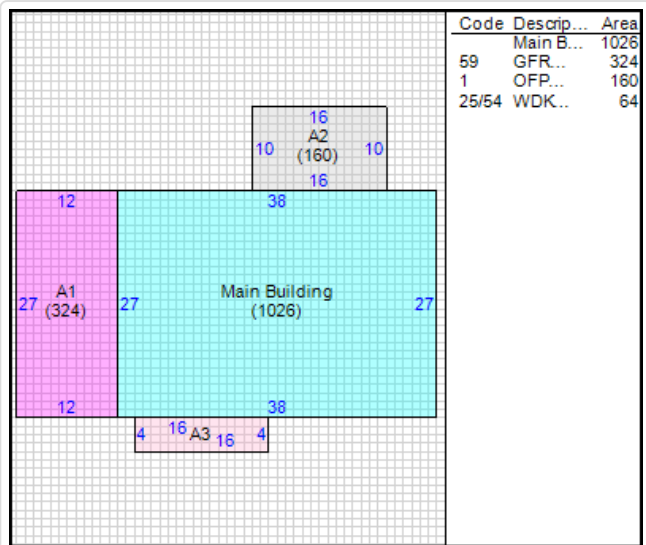 Code Descrip... Area
Main B... 1026
59 GFR... 324
1 OFP... 160
25/54 WDK... 64
16
A2
10 (160) 10
16
12 38
A1
27 (324) 27
Main Building
(1026)
27
12 38
4 16 A3 16 4